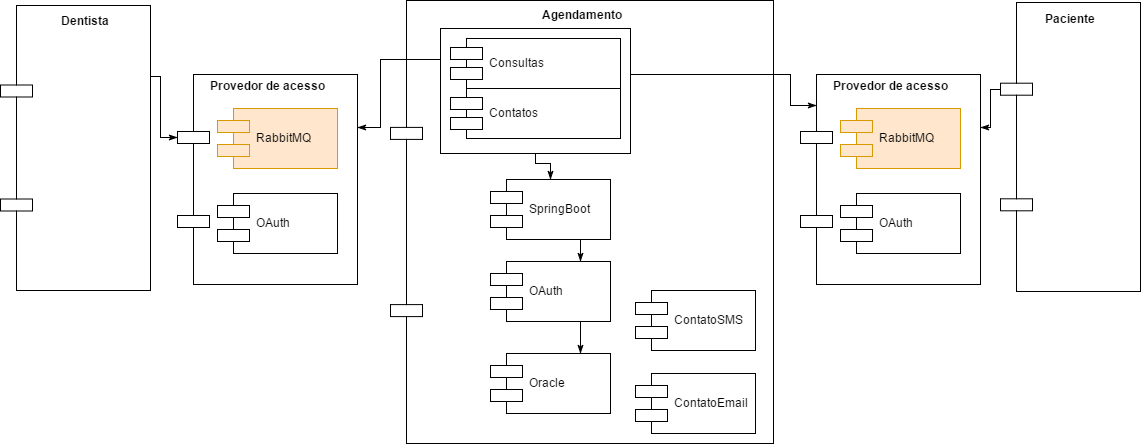 Dentista
Provedor de acesso
RabbitMQ
OAuth
Agendamento
Consultas
Contatos
SpringBoot
OAuth
Oracle
ContatoSMS
ContatoEmail
Provedor de acesso
RabbitMQ
OAuth
Paciente